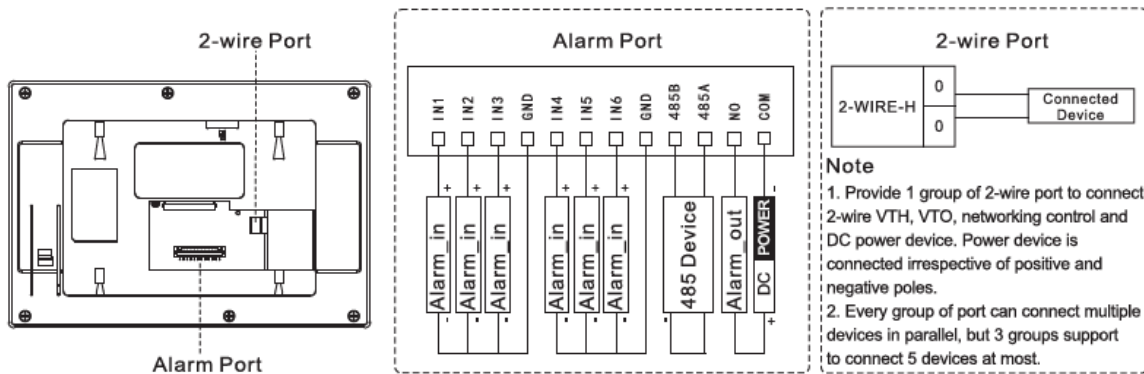 2-wire Port
Alarm Port
Alarm Port
IN1
IN2
IN3
GND
IN4
IN5
IN6
GND
485B
485A
NO
COM
+
+
+
+
+
+
-
Alarm_in
Alarm_in
Alarm_in
Alarm_in
Alarm_in
Alarm_in
485 Device
Alarm_out
DC POWER
-
-
-
-
-
-
+
2-wire Port
2-WIRE-H
0
0
Connected
Device
Note
1. Provide 1 group of 2-wire port to connect
2-wire VTH, VTO, networking control and
DC power device. Power device is
connected irrespective of positive and
negative poles.
2. Every group of port can connect multiple
devices in parallel, but 3 groups support
to connect 5 devices at most.